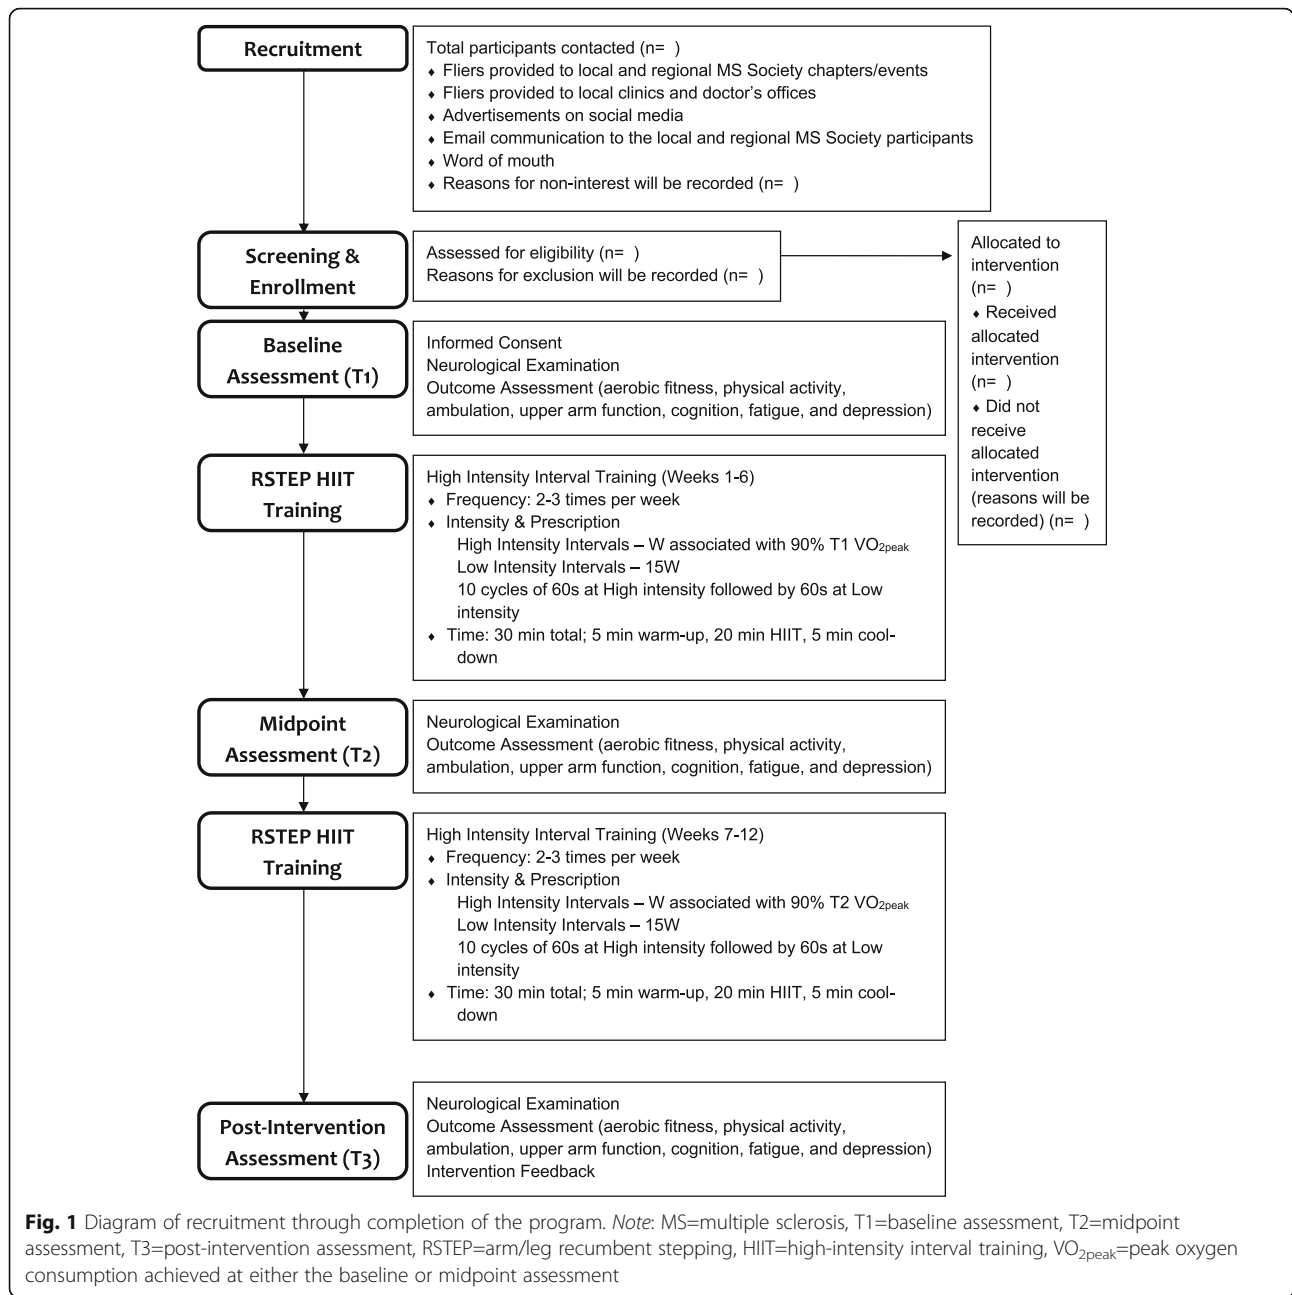 Recruitment
Total participants contacted (n=  )
♦ Fliers provided to local and regional MS Society chapters/events
♦ Fliers provided to local clinics and doctor's offices
♦ Advertisements on social media
♦ Email communication to the local and regional MS Society participants
♦ Word of mouth
♦ Reasons for non-interest will be recorded (n=  )
Screening &
Enrollment
Assessed for eligibility (n=  )
Reasons for exclusion will be recorded (n=  )
Allocated to
intervention
(n=  )
♦ Received
allocated
intervention
(n=  )
♦ Did not
receive
allocated
intervention
(reasons will be
recorded) (n=  )
Baseline
Assessment (T1)
Informed Consent
Neurological Examination
Outcome Assessment (aerobic fitness, physical activity,
ambulation, upper arm function, cognition, fatigue, and depression)
RSTEP HIIT
Training
High Intensity Interval Training (Weeks 1-6)
♦ Frequency: 2-3 times per week
♦ Intensity & Prescription
High Intensity Intervals – W associated with 90% T1 VO2peak
Low Intensity Intervals – 15W
10 cycles of 60s at High intensity followed by 60s at Low
intensity
♦ Time: 30 min total; 5 min warm-up, 20 min HIIT, 5 min cool-
down
Midpoint
Assessment (T2)
Neurological Examination
Outcome Assessment (aerobic fitness, physical activity,
ambulation, upper arm function, cognition, fatigue, and depression)
RSTEP HIIT
Training
High Intensity Interval Training (Weeks 7-12)
♦ Frequency: 2-3 times per week
♦ Intensity & Prescription
High Intensity Intervals – W associated with 90% T2 VO2peak
Low Intensity Intervals – 15W
10 cycles of 60s at High intensity followed by 60s at Low
intensity
♦ Time: 30 min total; 5 min warm-up, 20 min HIIT, 5 min cool-
down
Post-Intervention
Assessment (T3)
Neurological Examination
Outcome Assessment (aerobic fitness, physical activity,
ambulation, upper arm function, cognition, fatigue, and depression)
Intervention Feedback
Fig. 1 Diagram of recruitment through completion of the program. Note: MS=multiple sclerosis, T1=baseline assessment, T2=midpoint
assessment, T3=post-intervention assessment, RSTEP=arm/leg recumbent stepping, HIIT=high-intensity interval training, VO2peak=peak oxygen
consumption achieved at either the baseline or midpoint assessment